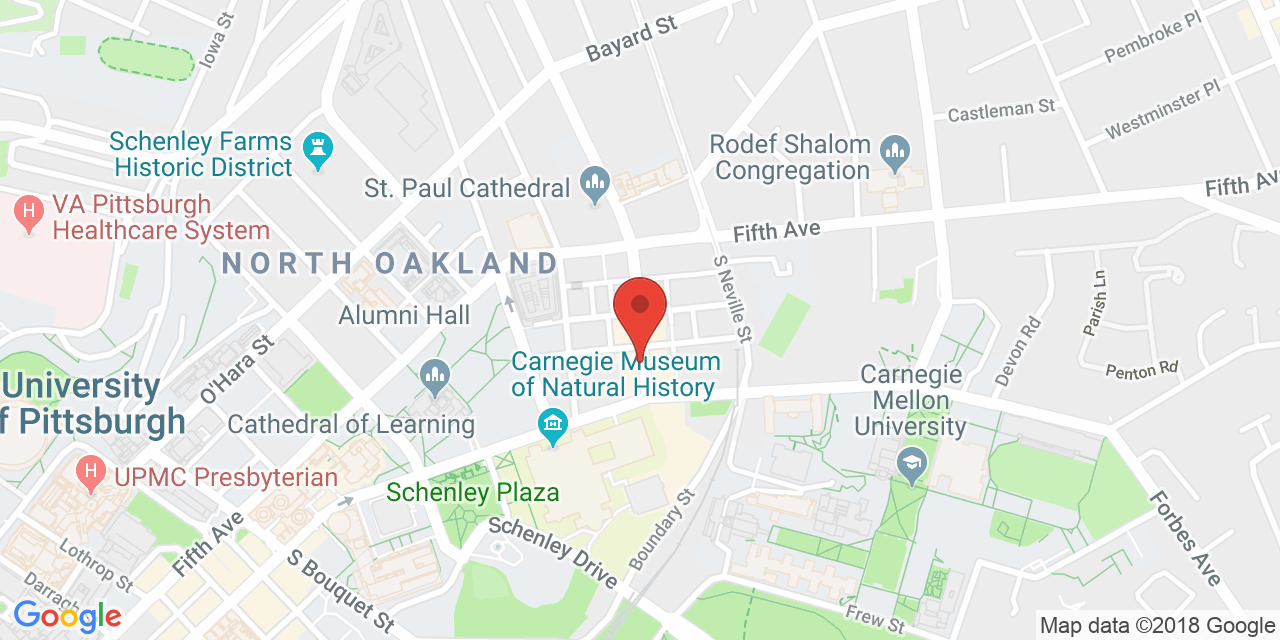 Iowa St
Bayard St
Pembroke Pl
Castleman St
Westminster Pl
Schenley Farms
Historic District
Rodef Shalom
Congregation
St. Paul Cathedral
Fifth Av
VA Pittsburgh
Healthcare System
Fifth Ave
NORTH OAKLAND
S Neville St
Parish Ln
Alumni Hall
Devon Rd
O'Hara St
Carnegie Museum
of Natural History
Penton Rd
Carnegie
Mellon
University
University
f Pittsburgh
Cathedral of Learning
H
UPMC Presbyterian
H
Schenley Plaza
Boundary St
Forbes Ave
Fifth Ave
Schenley Drive
Lothrop St
S Bouquet St
Darrach
Frew St
Google
Map data ©2018 Google